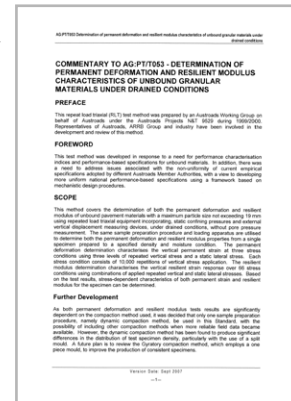 AG:PT/T053 Determination of permanent deformation and resilient modulus characteristics of unbound granular materials under
drained conditions
COMMENTARY TO AG:PT/T053 - DETERMINATION OF
PERMANENT DEFORMATION AND RESILIENT MODULUS
CHARACTERISTICS OF UNBOUND GRANULAR
MATERIALS UNDER DRAINED CONDITIONS
PREFACE
This repeat load triaxial (RLT) test method was prepared by an Austroads Working Group on
behalf of Austroads under the Austroads Projects N&T 9529 during 1999/2000.
Representatives of Austroads, ARRB Group and industry have been involved in the
development and review of this method.
FOREWORD
This test method was developed in response to a need for performance characterisation
indices and performance-based specifications for unbound materials. In addition, there was
a need to address issues associated with the non-uniformity of current empirical
specifications adopted by different Austroads Member Authorities, with a view to developing
more uniform national performance-based specifications using a framework based on
mechanistic design procedures.
SCOPE
This method covers the determination of both the permanent deformation and resilient
modulus of unbound pavement materials with a maximum particle size not exceeding 19 mm
using repeated load triaxial equipment incorporating, static confining pressures and external
vertical displacement measuring devices, under drained conditions, without pore pressure
measurement. The same sample preparation procedure and loading apparatus are utilised
to determine both the permanent deformation and resilient modulus properties from a single
specimen prepared to a specified density and moisture condition. The permanent
deformation determination characterises the vertical permanent strain at three stress
conditions using three levels of repeated vertical stress and a static lateral stress. Each
stress condition consists of 10,000 repetitions of vertical stress application. The resilient
modulus determination characterises the vertical resilient strain response over 66 stress
conditions using combinations of applied repeated vertical and static lateral stresses. Based
on the test results, stress-dependent characteristics of both permanent strain and resilient
modulus for the specimen can be determined.
Further Development
As both permanent deformation and resilient modulus tests results are significantly
dependent on the compaction method used, it was decided that only one sample preparation
procedure, namely dynamic compaction method, be used in this Standard, with the
possibility of including other compaction methods when more reliable field data became
available. However, the dynamic compaction method has been found to produce significant
differences in the distribution of test specimen density, particularly with the use of a split
mould. A future plan is to review the Gyratory compaction method, which employs a one
piece mould, to improve the production of consistent specimens.
Version Date: Sept 2007
—1—